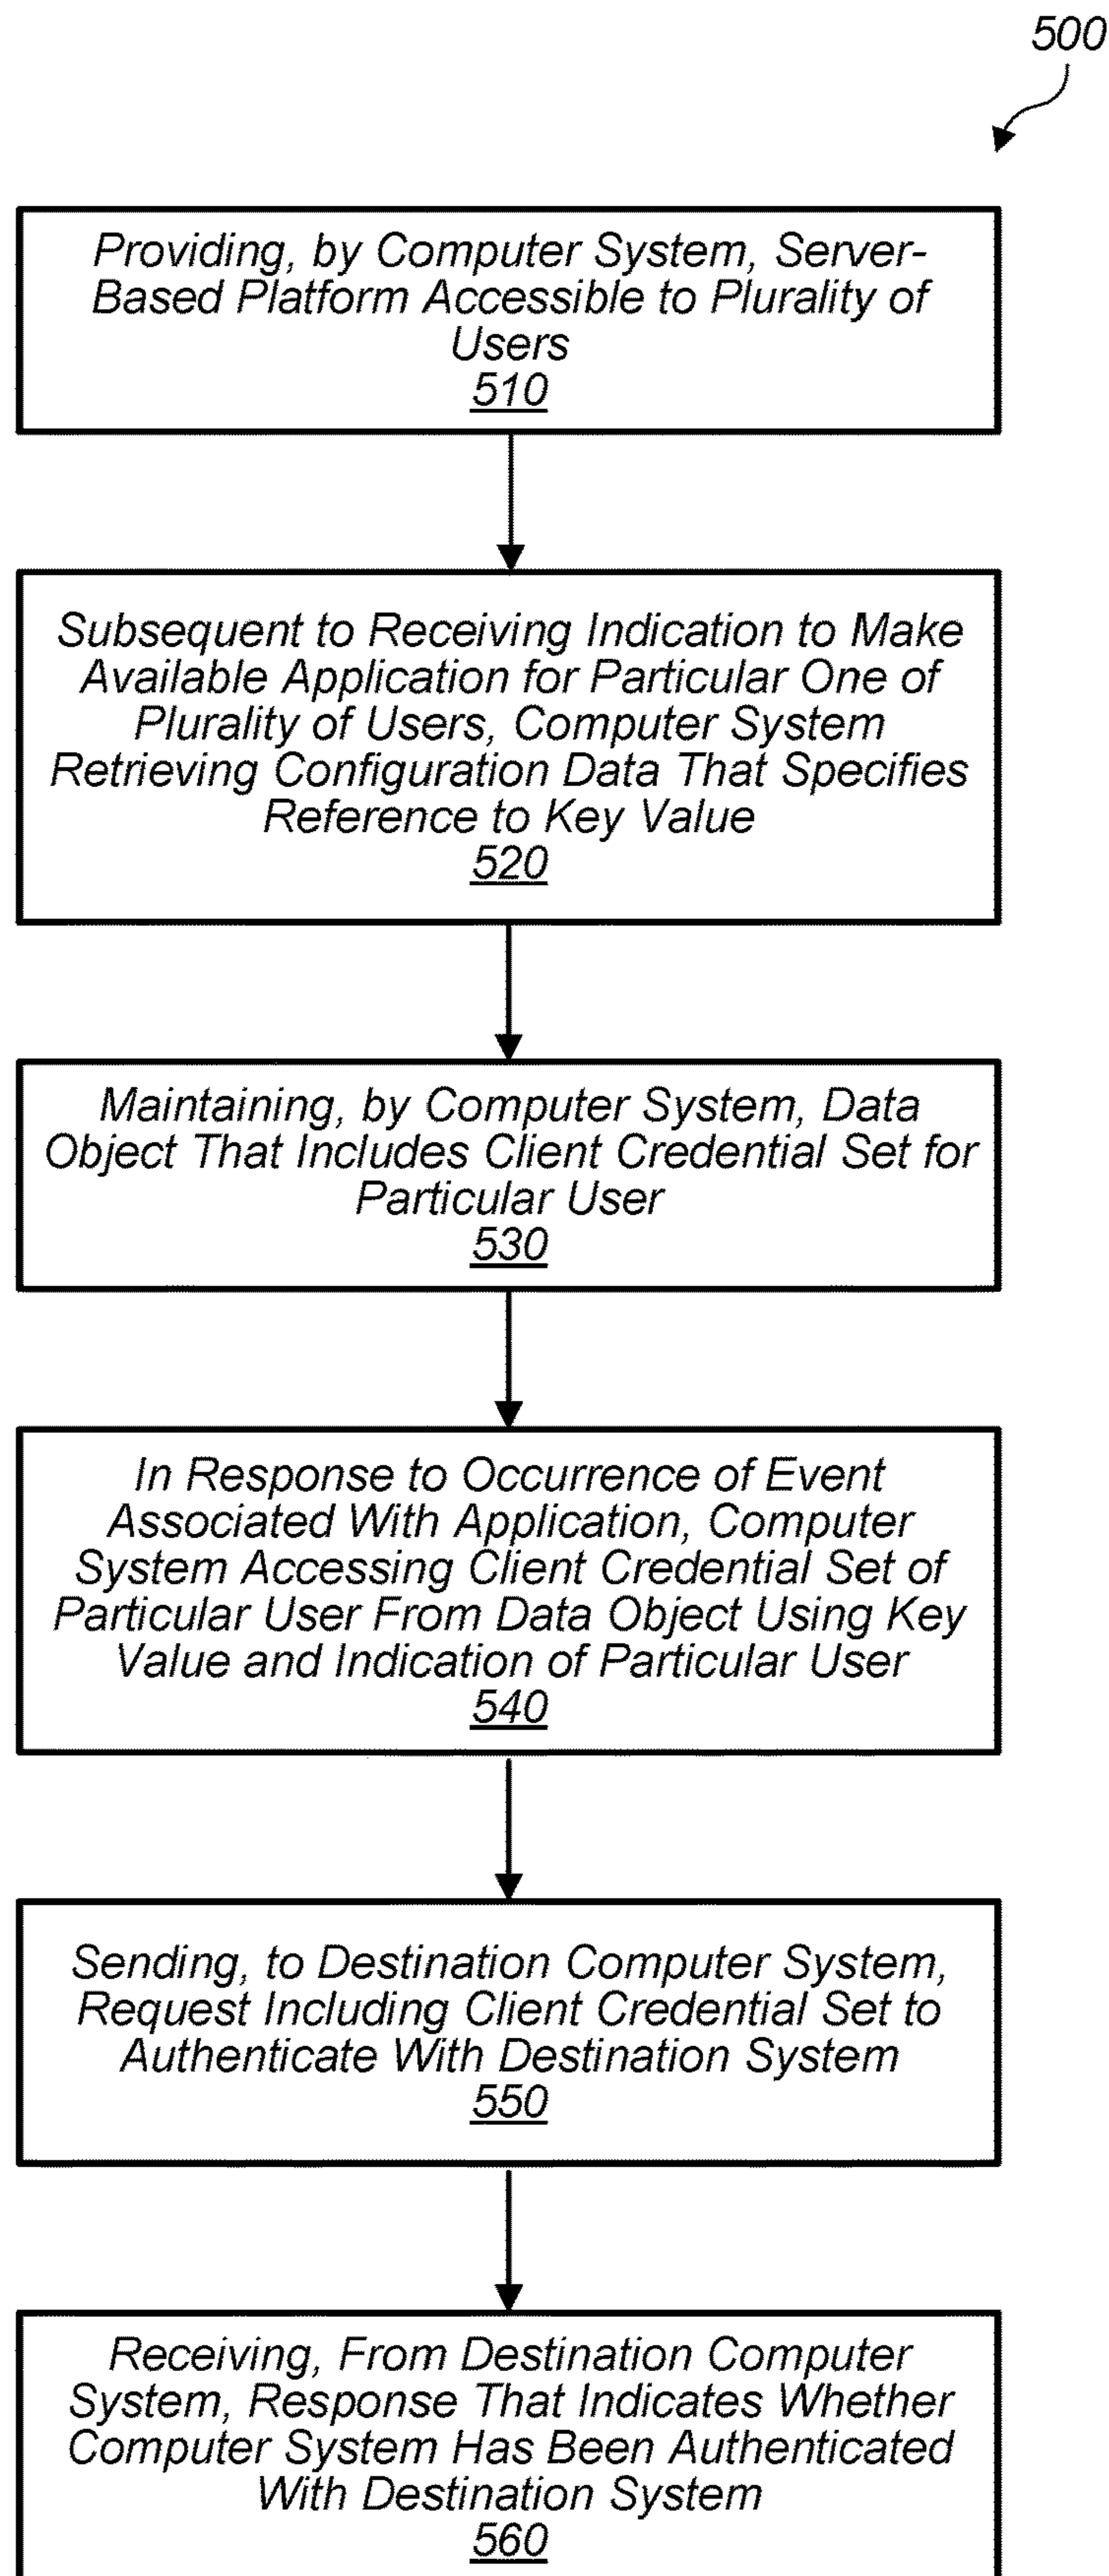 500
Providing, by Computer System, Server-
Based Platform Accessible to Plurality of
Users
510
Subsequent to Receiving Indication to Make
Available Application for Particular One of
Plurality of Users, Computer System
Retrieving Configuration Data That Specifies
Reference to Key Value
520
Maintaining, by Computer System, Data
Object That Includes Client Credential Set for
Particular User
530
In Response to Occurrence of Event
Associated With Application, Computer
System Accessing Client Credential Set of
Particular User From Data Object Using Key
Value and Indication of Particular User
540
Sending, to Destination Computer System,
Request Including Client Credential Set to
Authenticate With Destination System
550
Receiving, From Destination Computer
System, Response That Indicates Whether
Computer System Has Been Authenticated
With Destination System
560